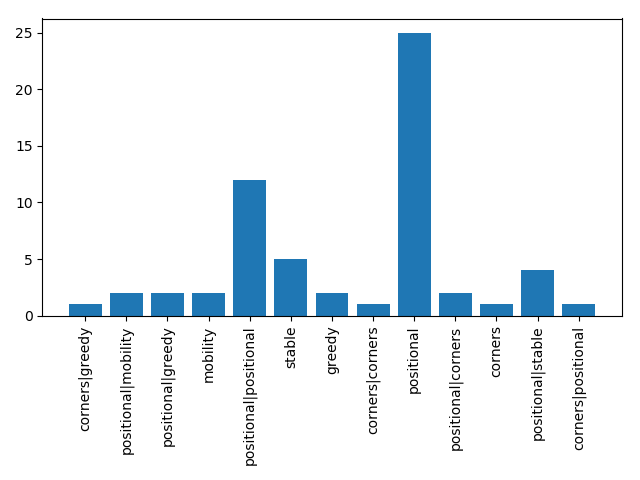 25
20
15
10
5
0
corners|greedy
positional|mobility
positional|greedy
mobility
positional|positional
stable
greedy
corners|corners
positional
positional|corners
corners
positional|stable
corners|positional